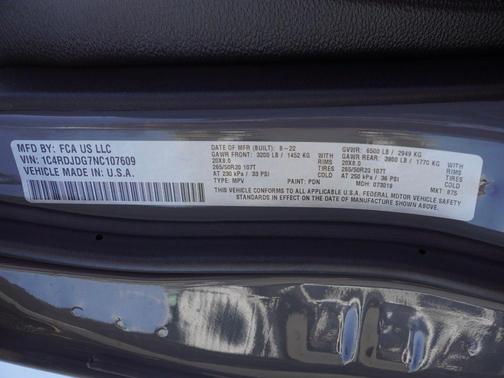 MFD BY: FCA US LLC
VIN: 1C4RDJDG7NC107609
VEHICLE MADE IN: U.S.A.
DATE OF MFR (BUILT): 8-22 GVWR: 6500 LB / 2949 KG
GAWR FRONT: 3200 LB / 1452 KG WITH GAWR REAR: 3900 LB / 1770 KG WITH
20X8.0 RIMS 20X8.0 RIMS
265/50R20 107T TIRES 265/50R20 107T TIRES
AT 230 kPa / 33 PSI COLD AT 250 kPa / 36 PSI COLD
TYPE: MPV PAINT: PDN MDH: 073019 MKT: 875
THIS VEHICLE CONFORMS TO ALL APPLICABLE U.S.A. FEDERAL MOTOR VEHICLE SAFETY
STANDARDS IN EFFECT ON THE DATE OF MANUFACTURE SHOWN ABOVE.